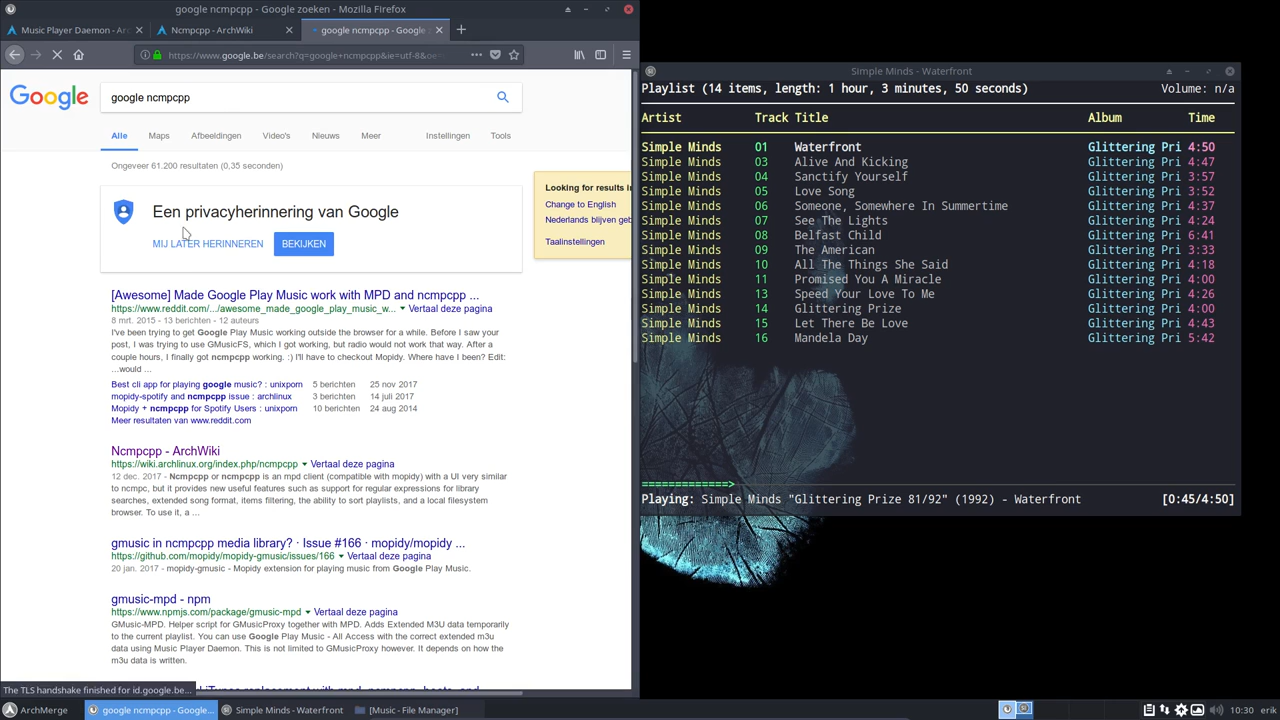 google ncmpcpp - Google zoeken - Mozilla Firefox
Music Player Daemon - Arc
Ncmpcpp - ArchWiki
google ncmpcpp - Google
https://www.google.be/search?q=google+ncmpcpp&ie=utf-8&oe=
Google
google ncmpcpp
Alle Maps Afbeeldingen Video's Nieuws Meer Instellingen Tools
Ongeveer 61.200 resultaten (0,35 seconden)
Een privacyherinnering van Google
MIJ LATER HERINNEREN BEKIJKEN
Looking for results in
Change to English
Nederlands blijven geb
Taalinstellingen
[Awesome] Made Google Play Music work with MPD and ncmpcpp ...
https://www.reddit.com/.../awesome_made_google_play_music_w... Vertaal deze pagina
8 mrt. 2015 - 13 berichten - 12 auteurs
I've been trying to get Google Play Music working outside the browser for a while. Before I saw your
post, I was trying to use GMusicFS, which I got working, but radio would not work that way. After a
couple hours, I finally got ncmpcpp working. :) I'll have to checkout Mopidy. Where have I been? Edit:
...would ...
Best cli app for playing google music? : unixporn 5 berichten 25 nov 2017
mopidy-spotify and ncmpcpp issue : archlinux 3 berichten 14 juli 2017
Mopidy + ncmpcpp for Spotify Users : unixporn 10 berichten 24 aug 2014
Meer resultaten van www.reddit.com
Ncmpcpp - ArchWiki
https://wiki.archlinux.org/index.php/ncmpcpp Vertaal deze pagina
12 dec. 2017 - Ncmpcpp or ncmpcpp is an mpd client (compatible with mopidy) with a UI very similar
to ncmpc, but it provides new useful features such as support for regular expressions for library
searches, extended song format, items filtering, the ability to sort playlists, and a local filesystem
browser. To use it, a ...
gmusic in ncmpcpp media library? · Issue #166 · mopidy/mopidy ...
https://github.com/mopidy/mopidy-gmusic/issues/166 Vertaal deze pagina
20 jan. 2017 - mopidy-gmusic - Mopidy extension for playing music from Google Play Music.
gmusic-mpd - npm
https://www.npmjs.com/package/gmusic-mpd Vertaal deze pagina
GMusic-MPD. Helper script for GMusicProxy together with MPD. Adds Extended M3U data temporarily
to the current playlist. You can use Google Play Music - All Access with the correct extended m3u
data using Music Player Daemon. This is not limited to GMusicProxy however. It depends on how the
m3u data is written.
The TLS handshake finished for id.google.be...
Simple Minds - Waterfront
Playlist (14 items, length: 1 hour, 3 minutes, 50 seconds) Volume: n/a
Artist Track Title Album Time
Simple Minds 01 Waterfront Glittering Pri 4:50
Simple Minds 03 Alive And Kicking Glittering Pri 4:47
Simple Minds 04 Sanctify Yourself Glittering Pri 3:57
Simple Minds 05 Love Song Glittering Pri 3:52
Simple Minds 06 Someone, Somewhere In Summertime Glittering Pri 4:37
Simple Minds 07 See The Lights Glittering Pri 4:24
Simple Minds 08 Belfast Child Glittering Pri 6:41
Simple Minds 09 The American Glittering Pri 3:33
Simple Minds 10 All The Things She Said Glittering Pri 4:18
Simple Minds 11 Promised You A Miracle Glittering Pri 4:00
Simple Minds 13 Speed Your Love To Me Glittering Pri 4:26
Simple Minds 14 Glittering Prize Glittering Pri 4:00
Simple Minds 15 Let There Be Love Glittering Pri 4:43
Simple Minds 16 Mandela Day Glittering Pri 5:42
=============>
Playing: Simple Minds "Glittering Prize 81/92" (1992) - Waterfront [0:45/4:50]
ArchMerge
google ncmpcpp - Google...
Simple Minds - Waterfront
[Music - File Manager]
10:30 erik